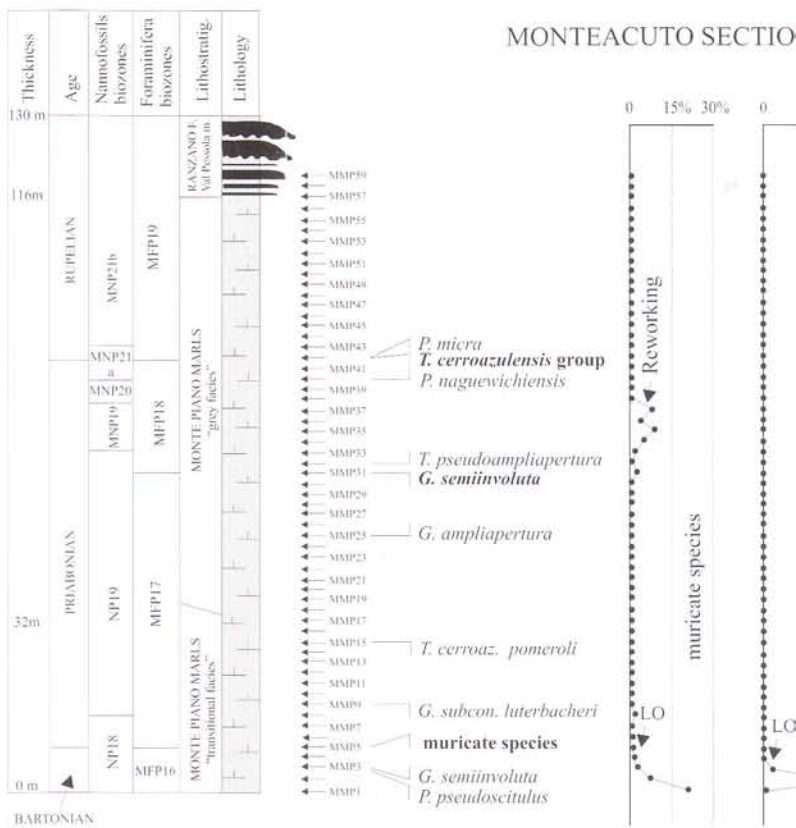 MONTEACUTO SECTIO
Thickness
Age
Nannofossils
biozones
Foraminifera
biozones
Lithostratig.
Lithology
130 m
116m
32m
0 m
RUPELIAN
PRIABONIAN
BARTONIAN
MNP21b
MNP21
a
MNP20
MNP19
NP19
NP18
MFP19
MFP18
MFP17
MFP16
RANZANO F.
Val Pessola m.
MONTE PIANO MARLS
"grey facies"
MONTE PIANO MARLS
"transitional facies"
MMP59
MMP57
MMP55
MMP53
MMP51
MMP49
MMP47
MMP45
MMP43
MMP41
MMP39
MMP37
MMP35
MMP33
MMP31
MMP29
MMP27
MMP25
MMP23
MMP21
MMP19
MMP17
MMP15
MMP13
MMP11
MMP9
MMP7
MMP5
MMP3
MMP1
P. micra
T. cerroazulensis group
P. naguewichiensis
T. pseudoampliapertura
G. semiinvoluta
G. ampliapertura
T. cerroaz. pomeroli
G. subcon. luterbacheri
muricate species
G. semiinvoluta
P. pseudoscitulus
0 15% 30%
Reworking
muricate species
LO
0
LO